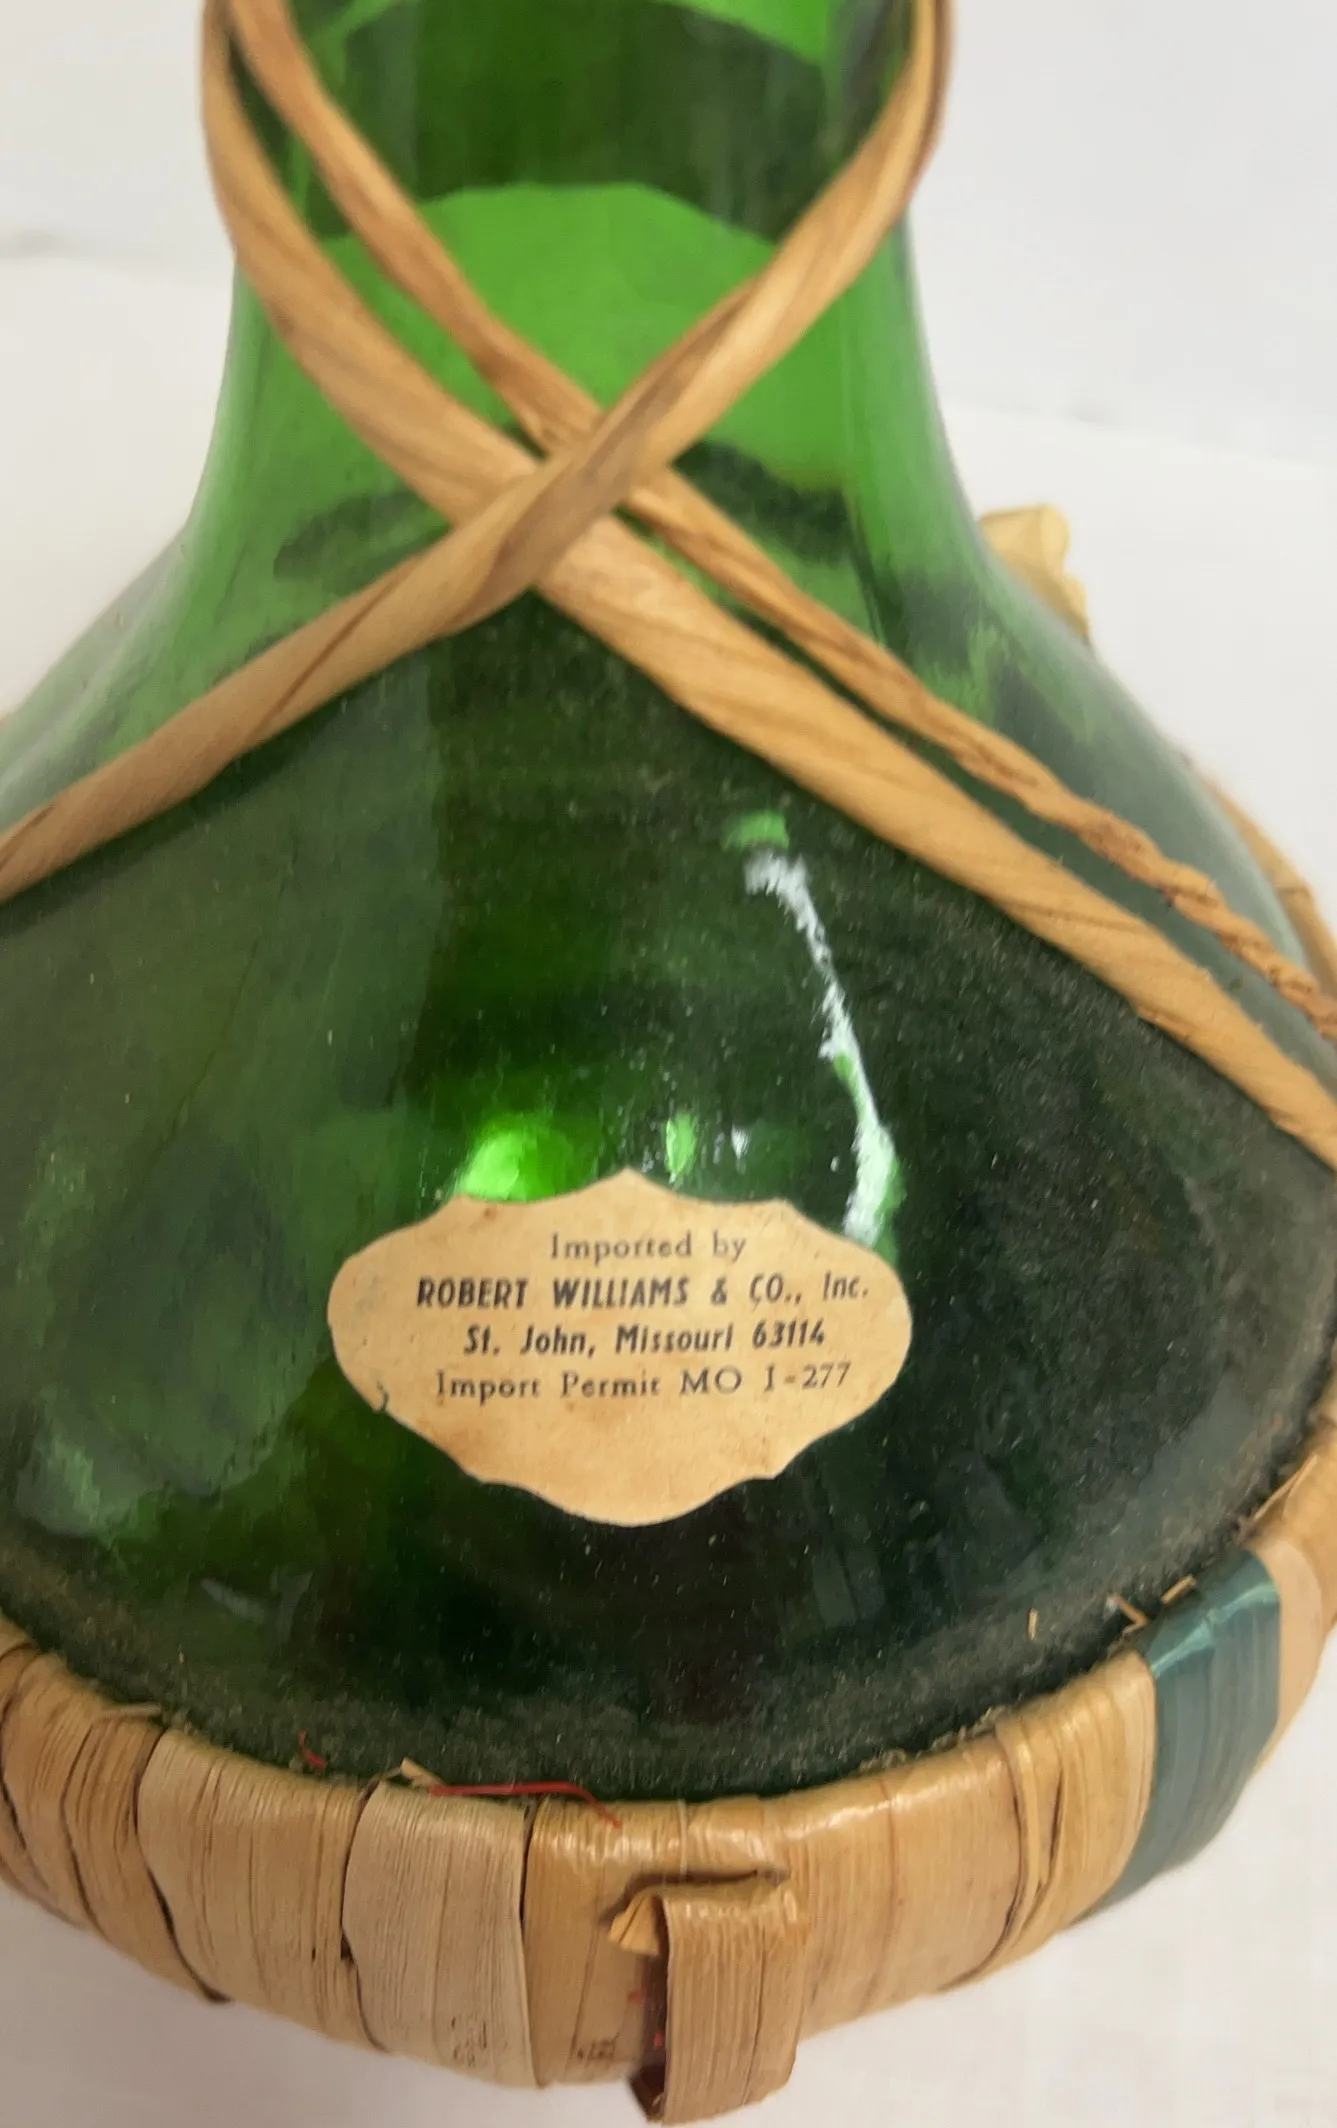 Imported by
ROBERT WILLIAMS & CO., Inc.
St. John, Missouri 63114
Import Permit MO I-277